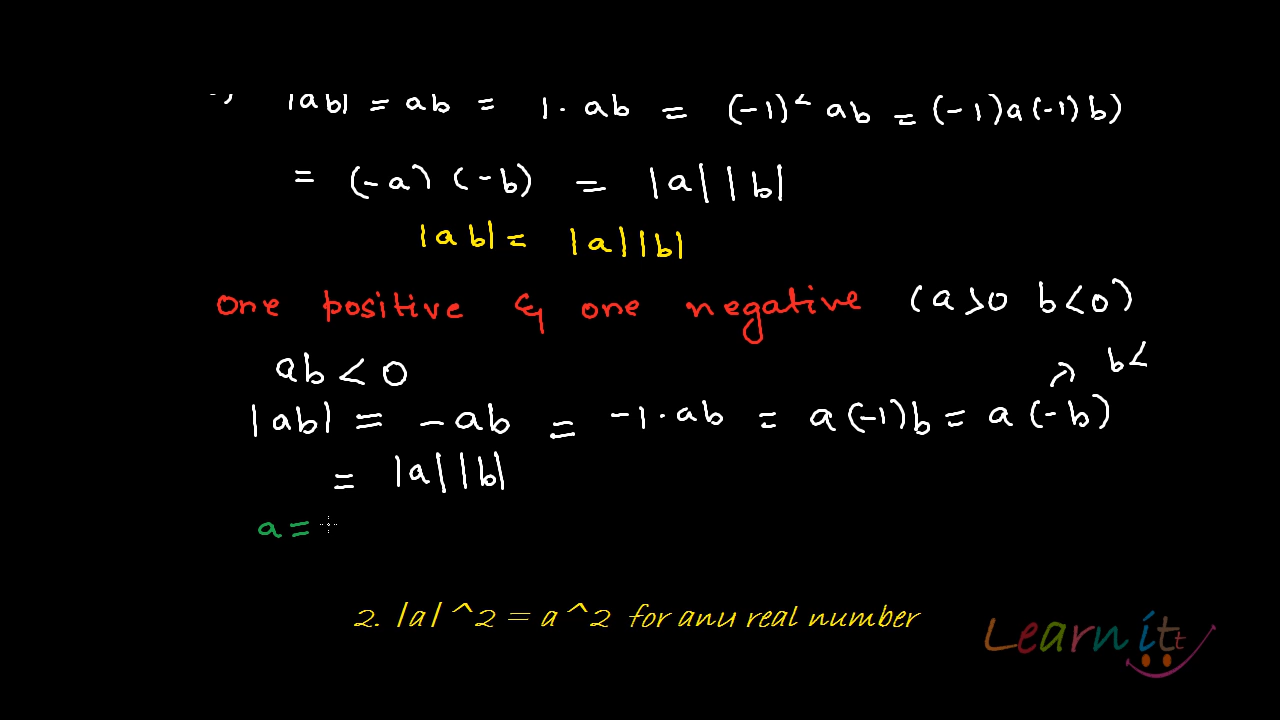 |ab| = ab = 1 · ab = (-1)² ab = (-1)a(-1)b)
= (-a) (-b) = |a| |b|
|ab| = |a| |b|
one positive & one negative (a>0 b<0)
ab < 0
b<
|ab| = -ab = -1·ab = a(-1)b = a(-b)
= |a| |b|
a =
2. |a|^2 = a^2 for any real number
Learnitt